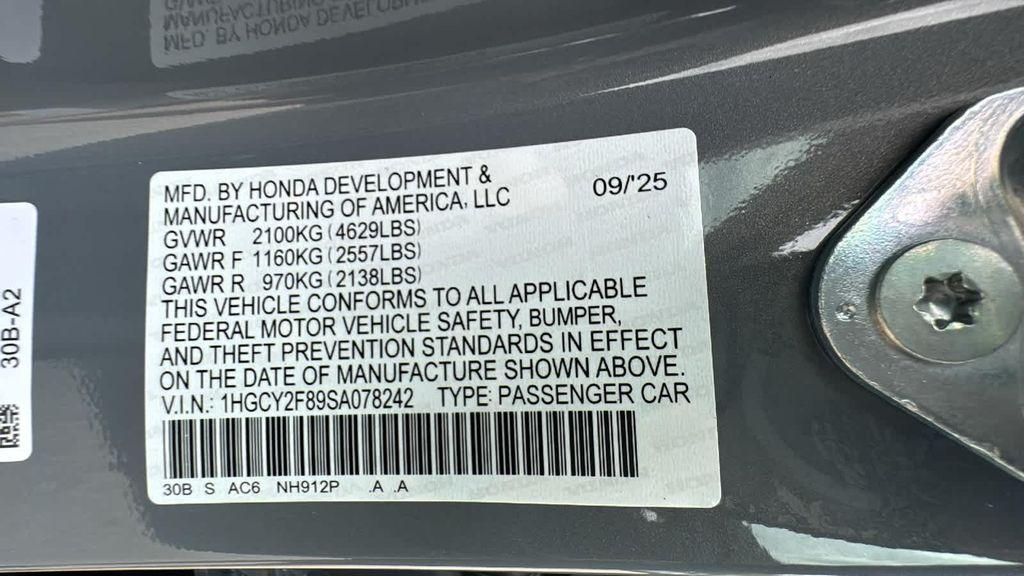 MFD. BY HONDA DEVELOPMENT &
MANUFACTURING OF AMERICA, LLC
09/'25
GVWR 2100KG (4629LBS)
GAWR F 1160KG (2557LBS)
GAWR R 970KG (2138LBS)
THIS VEHICLE CONFORMS TO ALL APPLICABLE
FEDERAL MOTOR VEHICLE SAFETY, BUMPER,
AND THEFT PREVENTION STANDARDS IN EFFECT
ON THE DATE OF MANUFACTURE SHOWN ABOVE.
V.I.N.: 1HGCY2F89SA078242 TYPE: PASSENGER CAR
30B S AC6 NH912P .A .A
30B-A2